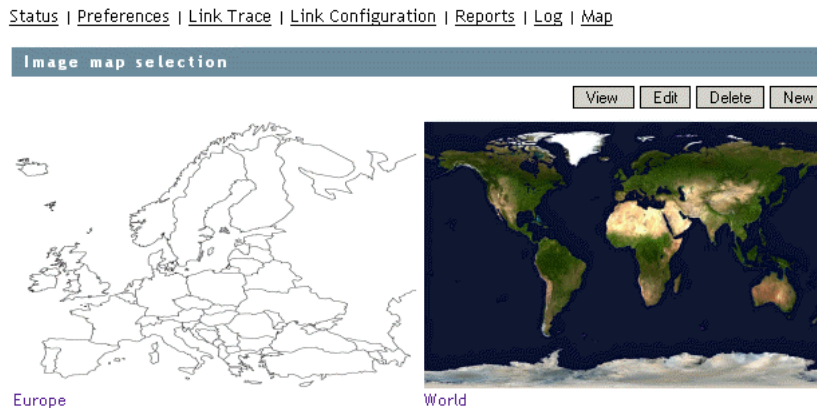 Status | Preferences | Link Trace | Link Configuration | Reports | Log | Map
Image map selection
View Edit Delete New
Europe World